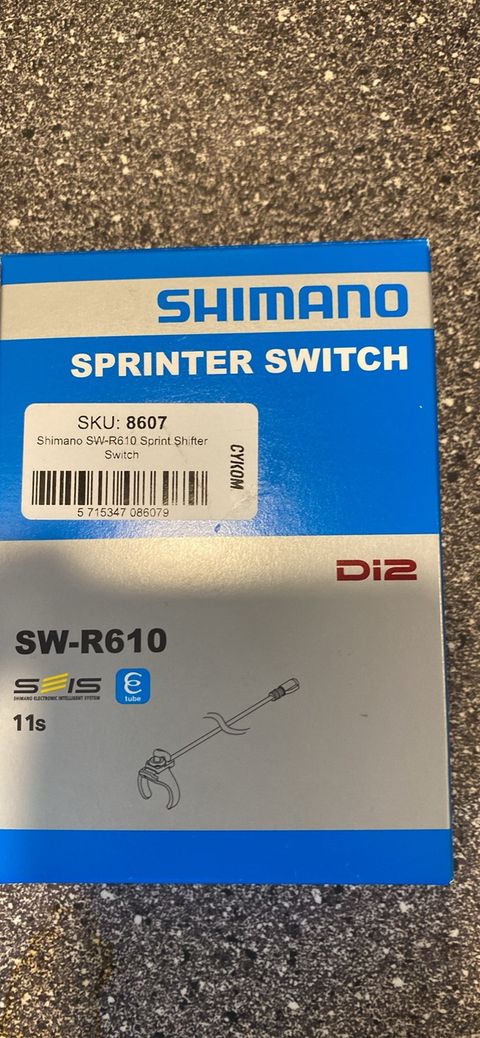 SHIMANO
SPRINTER SWITCH
SKU: 8607
Shimano SW-R610 Sprint Shifter
Switch
CYKOM
5 715347 086079
Di2
SW-R610
SEIS
SHIMANO ELECTRONIC INTELLIGENT SYSTEM
E tube
11s